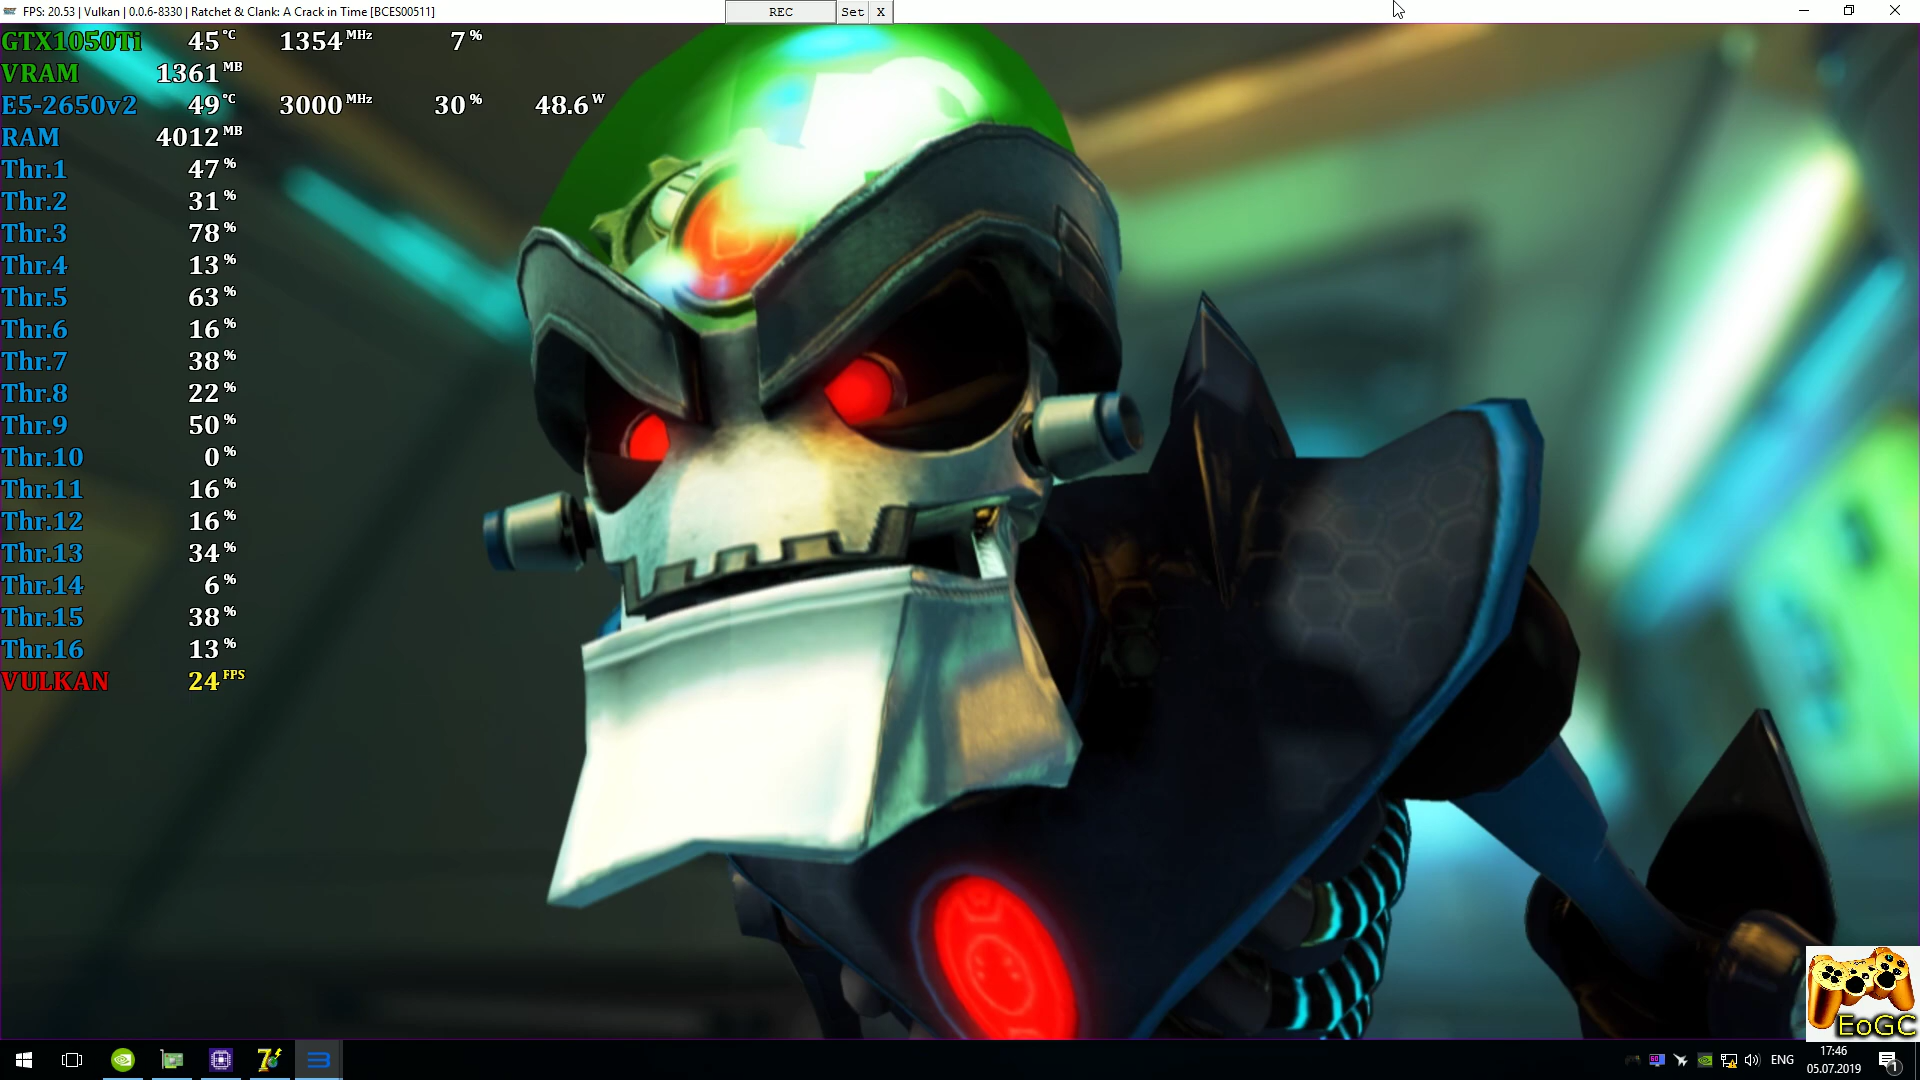 FPS: 20.53 | Vulkan | 0.0.6-8330 | Ratchet & Clank: A Crack in Time [BCES00511]
REC Set X
GTX1050Ti 45 °C 1354 MHz 7 %
VRAM 1361 MB
E5-2650v2 49 °C 3000 MHz 30 % 48.6 W
RAM 4012 MB
Thr.1 47 %
Thr.2 31 %
Thr.3 78 %
Thr.4 13 %
Thr.5 63 %
Thr.6 16 %
Thr.7 38 %
Thr.8 22 %
Thr.9 50 %
Thr.10 0 %
Thr.11 16 %
Thr.12 16 %
Thr.13 34 %
Thr.14 6 %
Thr.15 38 %
Thr.16 13 %
VULKAN 24 FPS
EoGC
ENG
17:46
05.07.2019
1